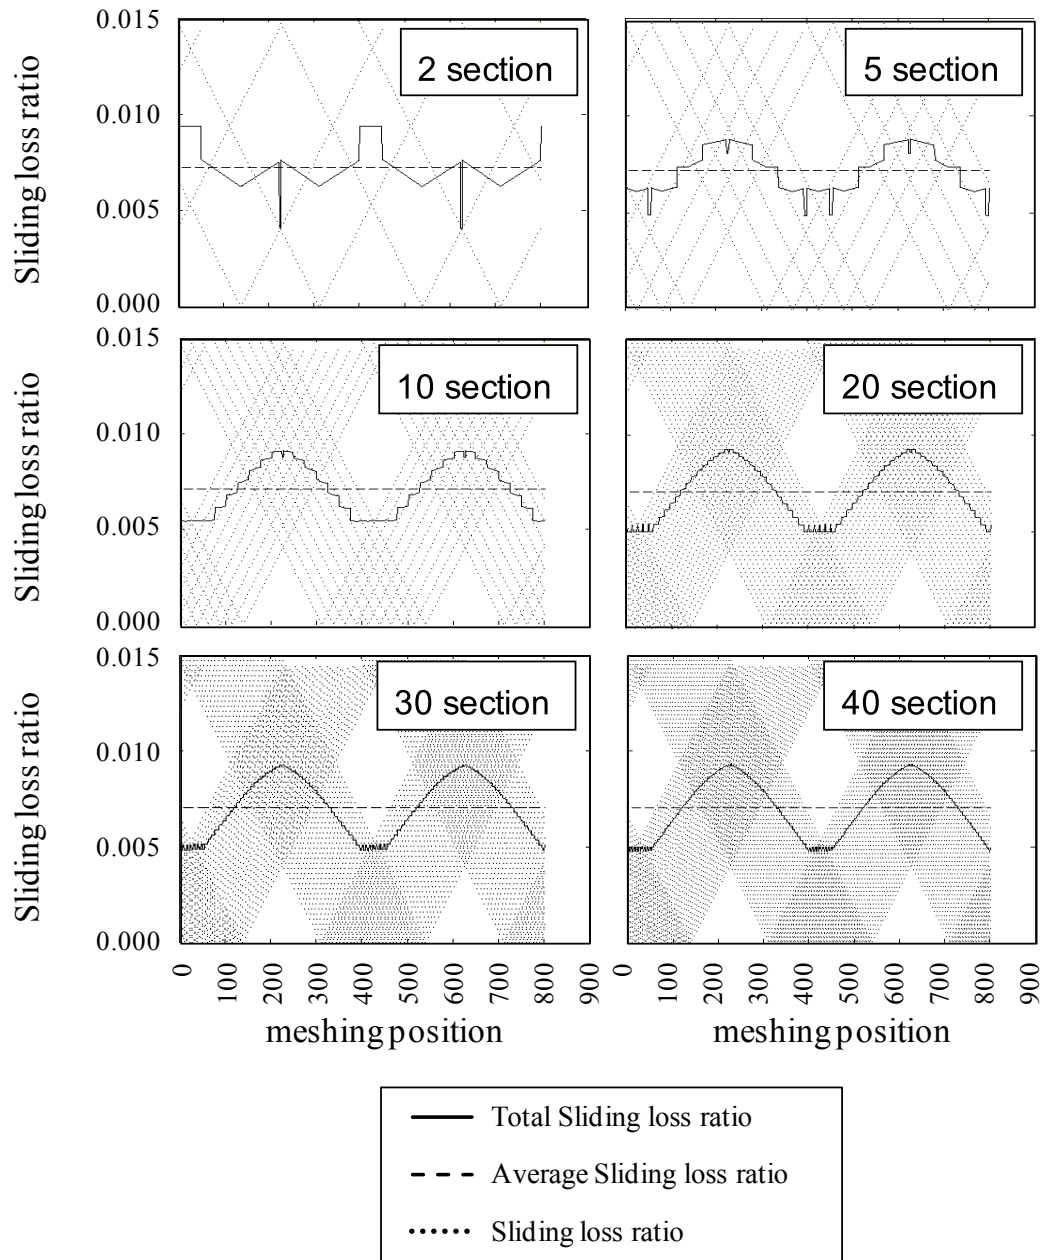 0.015
0.010
0.005
0.000
Sliding loss ratio
2 section
5 section
0.015
0.010
0.005
0.000
Sliding loss ratio
10 section
20 section
0.015
0.010
0.005
0.000
Sliding loss ratio
30 section
40 section
0 100 200 300 400 500 600 700 800 900
0 100 200 300 400 500 600 700 800 900
meshing position
meshing position
Total Sliding loss ratio
Average Sliding loss ratio
Sliding loss ratio